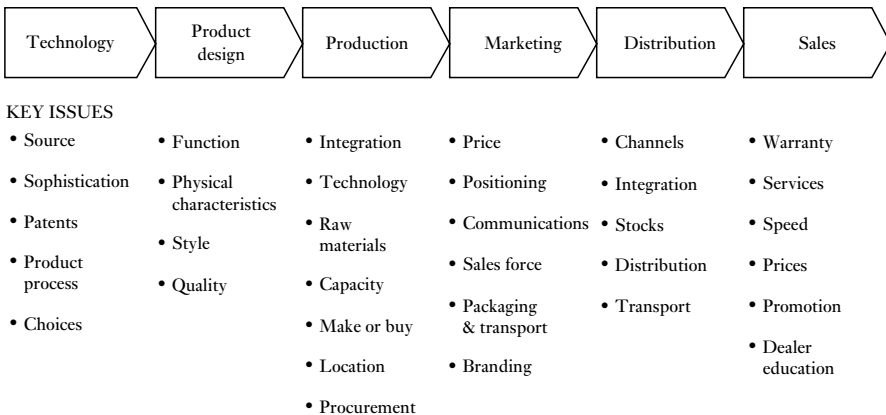 Technology
Product
design
Production
Marketing
Distribution
Sales
KEY ISSUES
• Source
• Sophistication
• Patents
• Product
process
• Choices
• Function
• Physical
characteristics
• Style
• Quality
• Integration
• Technology
• Raw
materials
• Capacity
• Make or buy
• Location
• Procurement
• Price
• Positioning
• Communications
• Sales force
• Packaging
& transport
• Branding
• Channels
• Integration
• Stocks
• Distribution
• Transport
• Warranty
• Services
• Speed
• Prices
• Promotion
• Dealer
education